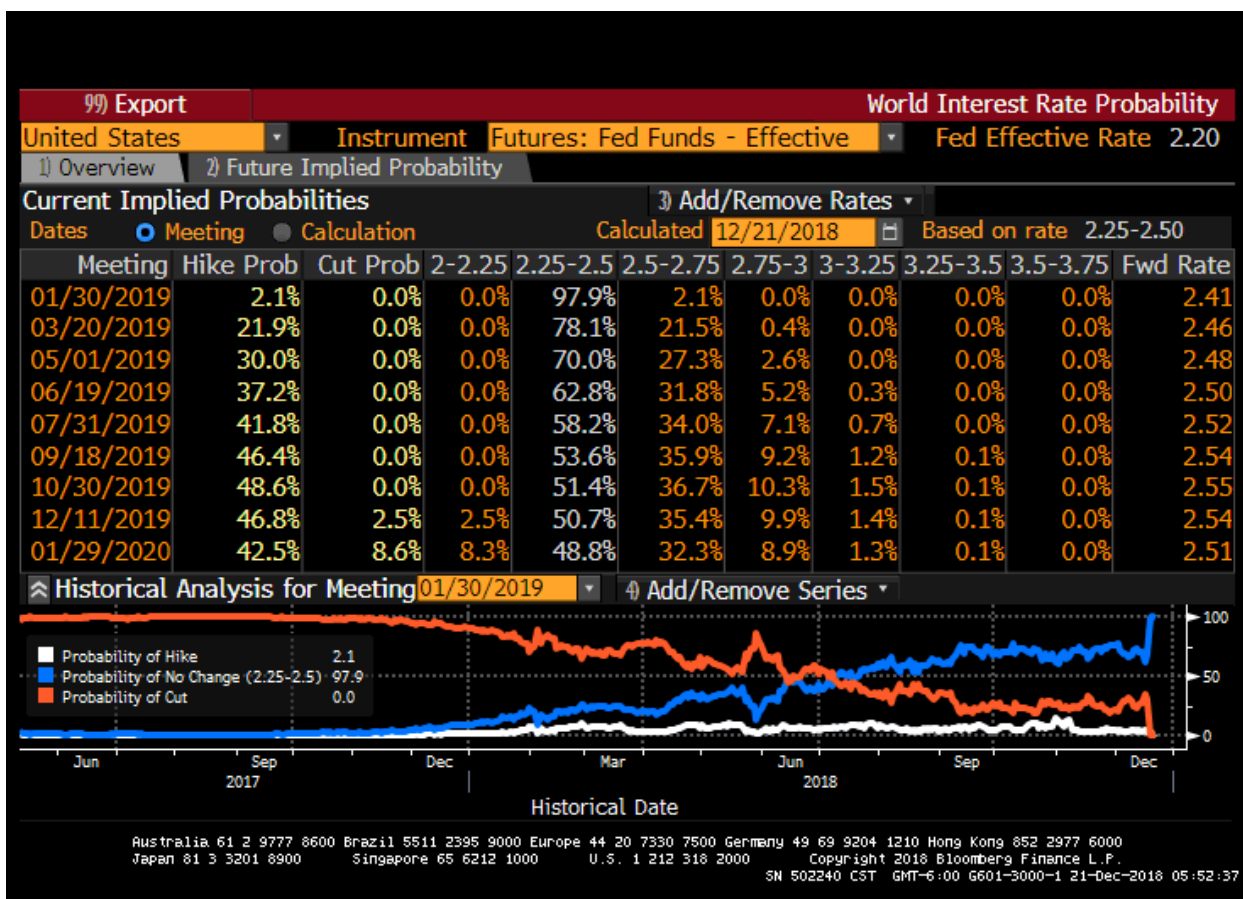 99) Export World Interest Rate Probability
United States Instrument Futures: Fed Funds - Effective Fed Effective Rate 2.20
1) Overview 2) Future Implied Probability
Current Implied Probabilities 3) Add/Remove Rates
Dates Meeting Calculation Calculated 12/21/2018 Based on rate 2.25-2.50
Meeting Hike Prob Cut Prob 2-2.25 2.25-2.5 2.5-2.75 2.75-3 3-3.25 3.25-3.5 3.5-3.75 Fwd Rate
01/30/2019 2.1% 0.0% 0.0% 97.9% 2.1% 0.0% 0.0% 0.0% 0.0% 2.41
03/20/2019 21.9% 0.0% 0.0% 78.1% 21.5% 0.4% 0.0% 0.0% 0.0% 2.46
05/01/2019 30.0% 0.0% 0.0% 70.0% 27.3% 2.6% 0.0% 0.0% 0.0% 2.48
06/19/2019 37.2% 0.0% 0.0% 62.8% 31.8% 5.2% 0.3% 0.0% 0.0% 2.50
07/31/2019 41.8% 0.0% 0.0% 58.2% 34.0% 7.1% 0.7% 0.0% 0.0% 2.52
09/18/2019 46.4% 0.0% 0.0% 53.6% 35.9% 9.2% 1.2% 0.1% 0.0% 2.54
10/30/2019 48.6% 0.0% 0.0% 51.4% 36.7% 10.3% 1.5% 0.1% 0.0% 2.55
12/11/2019 46.8% 2.5% 2.5% 50.7% 35.4% 9.9% 1.4% 0.1% 0.0% 2.54
01/29/2020 42.5% 8.6% 8.3% 48.8% 32.3% 8.9% 1.3% 0.1% 0.0% 2.51
Historical Analysis for Meeting 01/30/2019 4) Add/Remove Series
100
Probability of Hike 2.1
Probability of No Change (2.25-2.5) 97.9
50
Probability of Cut 0.0
0
Jun Sep Dec Mar Jun Sep Dec
2017 2018
Historical Date
Australia 61 2 9777 8600 Brazil 5511 2395 9000 Europe 44 20 7330 7500 Germany 49 69 9204 1210 Hong Kong 852 2977 6000
Japan 81 3 3201 8900 Singapore 65 6212 1000 U.S. 1 212 318 2000 Copyright 2018 Bloomberg Finance L.P.
SN 502240 CST GMT-6:00 G601-3000-1 21-Dec-2018 05:52:37